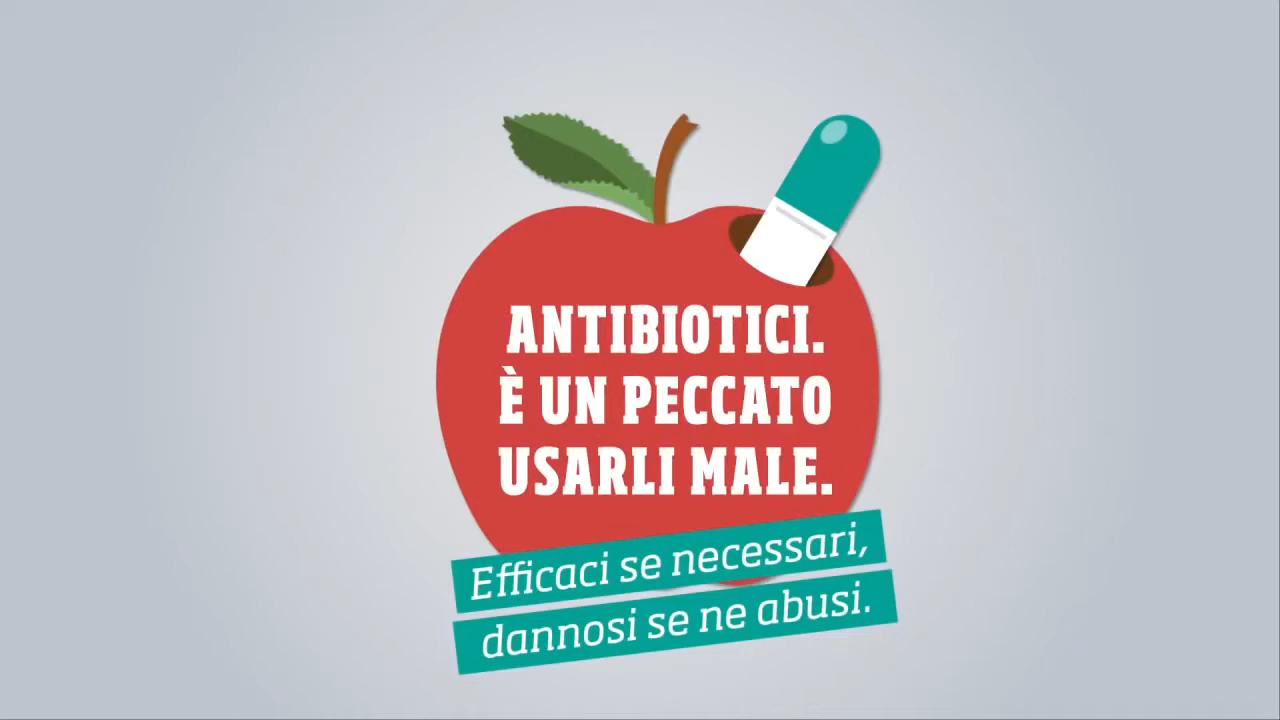 ANTIBIOTICI.
È UN PECCATO
USARLI MALE.
Efficaci se necessari,
dannosi se ne abusi.